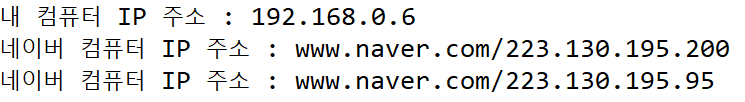 내 컴퓨터 IP 주소 : 192.168.0.6
네이버 컴퓨터 IP 주소 : www.naver.com/223.130.195.200
네이버 컴퓨터 IP 주소 : www.naver.com/223.130.195.95